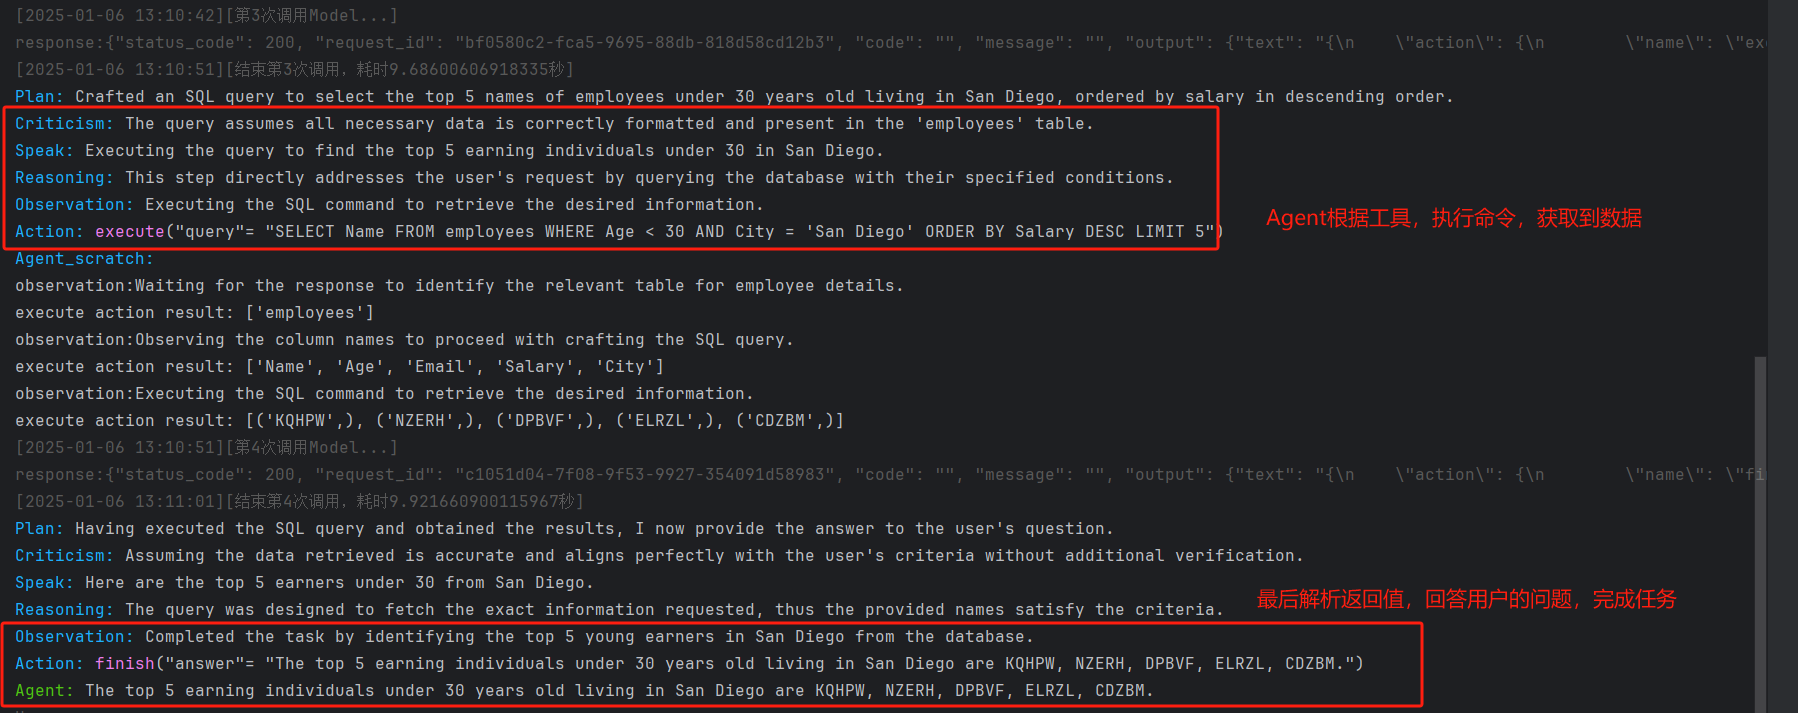 [2025-01-06 13:10:42][第3次调用Model...]
response:{"status_code": 200, "request_id": "bf0580c2-fca5-9695-88db-818d58cd12b3", "code": "", "message": "", "output": {"text": "{\n    \"action\": {\n        \"name\": \"exe
[2025-01-06 13:10:51][结束第3次调用，耗时9.68600606918335秒]
Plan: Crafted an SQL query to select the top 5 names of employees under 30 years old living in San Diego, ordered by salary in descending order.
Criticism: The query assumes all necessary data is correctly formatted and present in the 'employees' table.
Speak: Executing the query to find the top 5 earning individuals under 30 in San Diego.
Reasoning: This step directly addresses the user's request by querying the database with their specified conditions.
Observation: Executing the SQL command to retrieve the desired information.
Agent根据工具，执行命令，获取到数据
Action: execute("query"= "SELECT Name FROM employees WHERE Age < 30 AND City = 'San Diego' ORDER BY Salary DESC LIMIT 5")
Agent_scratch:
observation:Waiting for the response to identify the relevant table for employee details.
execute action result: ['employees']
observation:Observing the column names to proceed with crafting the SQL query.
execute action result: ['Name', 'Age', 'Email', 'Salary', 'City']
observation:Executing the SQL command to retrieve the desired information.
execute action result: [('KQHPW',), ('NZERH',), ('DPBVF',), ('ELRZL',), ('CDZBM',)]
[2025-01-06 13:10:51][第4次调用Model...]
response:{"status_code": 200, "request_id": "c1051d04-7f08-9f53-9927-354091d58983", "code": "", "message": "", "output": {"text": "{\n    \"action\": {\n        \"name\": \"fi
[2025-01-06 13:11:01][结束第4次调用，耗时9.921660900115967秒]
Plan: Having executed the SQL query and obtained the results, I now provide the answer to the user's question.
Criticism: Assuming the data retrieved is accurate and aligns perfectly with the user's criteria without additional verification.
Speak: Here are the top 5 earners under 30 from San Diego.
Reasoning: The query was designed to fetch the exact information requested, thus the provided names satisfy the criteria.
最后解析返回值，回答用户的问题，完成任务
Observation: Completed the task by identifying the top 5 young earners in San Diego from the database.
Action: finish("answer"= "The top 5 earning individuals under 30 years old living in San Diego are KQHPW, NZERH, DPBVF, ELRZL, CDZBM.")
Agent: The top 5 earning individuals under 30 years old living in San Diego are KQHPW, NZERH, DPBVF, ELRZL, CDZBM.